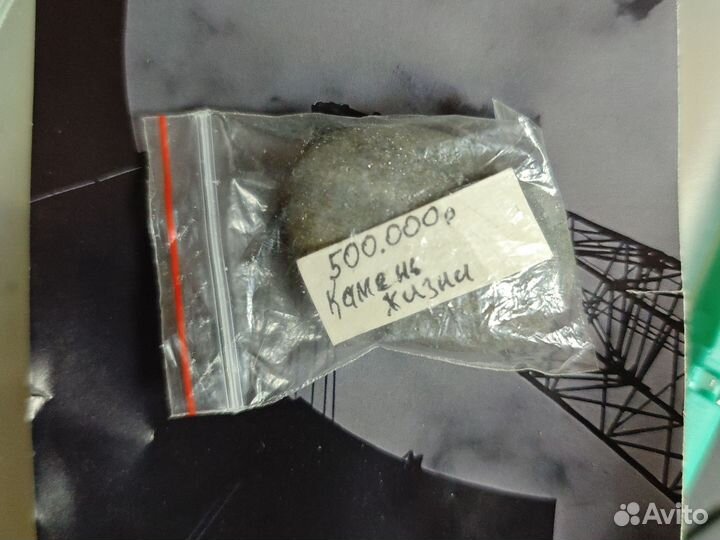 500.000р
Камень
жизни
Avito